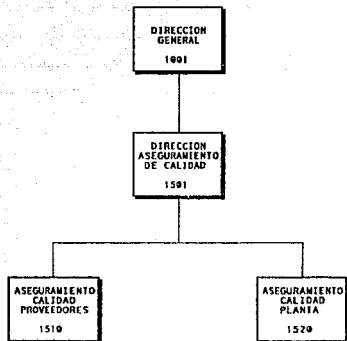 DIRECCION
GENERAL
1001
DIRECCION
ASEGURAMIENTO
DE CALIDAD
1501
ASEGURAMIENTO
CALIDAD
PROVEEDORES
1510
ASEGURAMIENTO
CALIDAD
PLANTA
1520